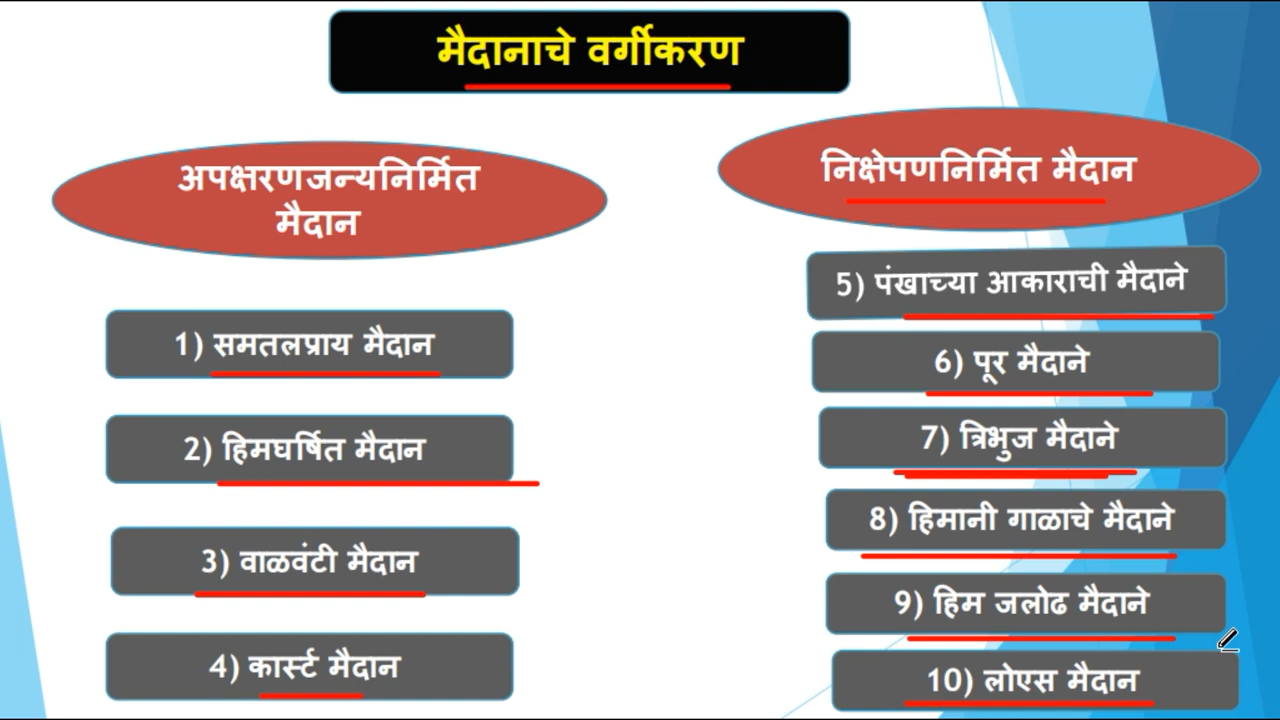 मैदानाचे वर्गीकरण
अपक्षरणजन्यनिर्मित
मैदान
1) समतलप्राय मैदान
2) हिमघर्षित मैदान
3) वाळवंटी मैदान
4) कार्स्ट मैदान
निक्षेपणनिर्मित मैदान
5) पंखाच्या आकाराची मैदाने
6) पूर मैदाने
7) त्रिभुज मैदाने
8) हिमानी गाळाचे मैदाने
9) हिम जलोढ मैदाने
10) लोएस मैदान